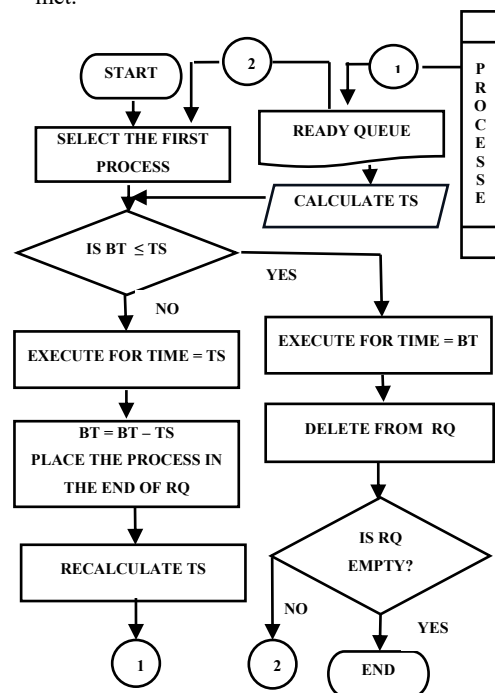 met.
START
2
1
P
R
O
C
E
S
S
E
SELECT THE FIRST
PROCESS
READY QUEUE
CALCULATE TS
IS BT ≤ TS
YES
NO
EXECUTE FOR TIME = TS
EXECUTE FOR TIME = BT
BT = BT – TS
PLACE THE PROCESS IN
THE END OF RQ
DELETE FROM RQ
RECALCULATE TS
IS RQ
EMPTY?
NO
YES
1
2
END